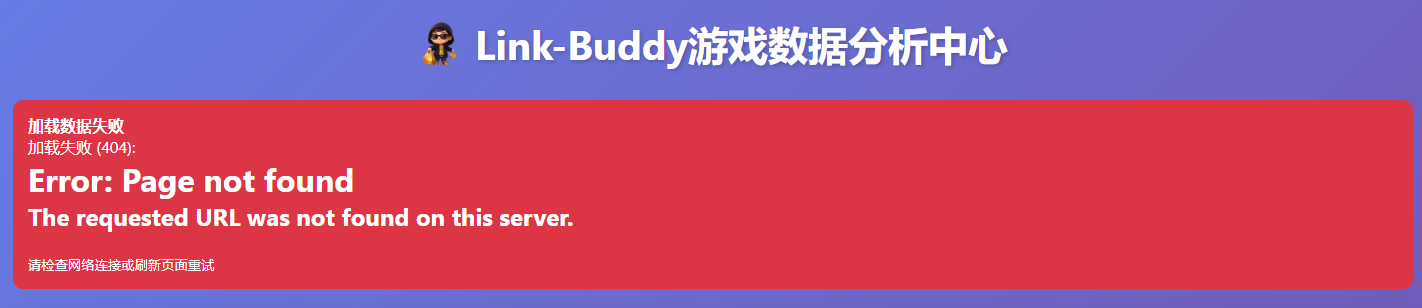 Link-Buddy游戏数据分析中心
加载数据失败
加载失败 (404):
Error: Page not found
The requested URL was not found on this server.
请检查网络连接或刷新页面重试